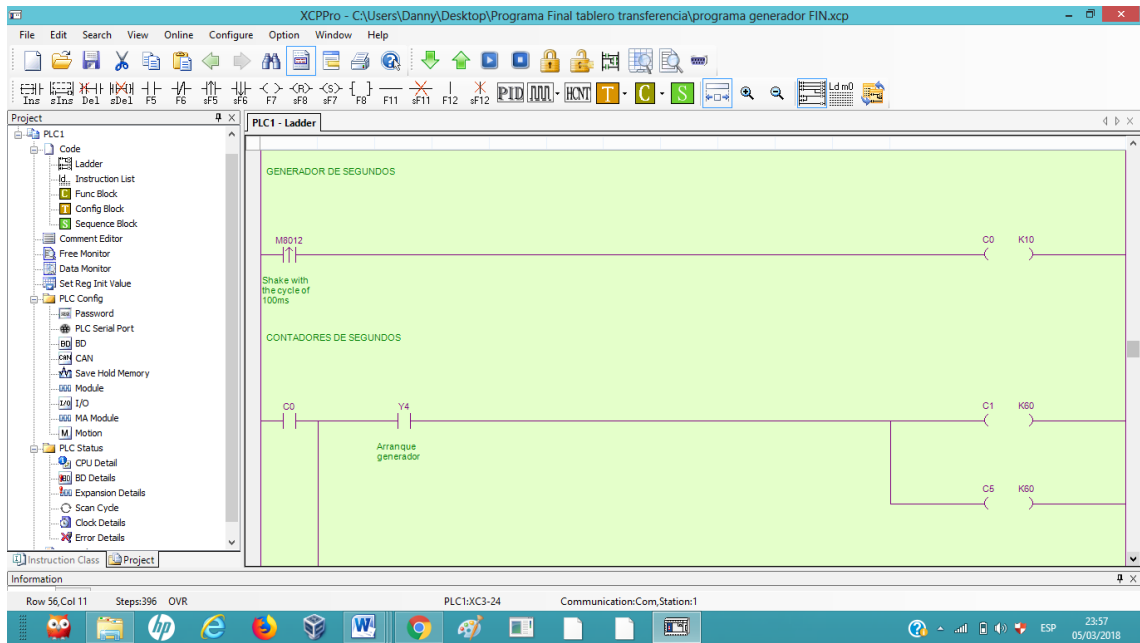 XCPPro - C:\Users\Danny\Desktop\Programa Final tablero transferencia\programa generador FIN.xcp
File Edit Search View Online Configure Option Window Help
PID HCNT T C S Ld m0
Ins sIns Del sDel F5 F6 sF5 sF6 F7 sF8 sF7 F8 F11 sF11 F12 sF12
Project
PLC1 - Ladder
PLC1
Code
Ladder
Instruction List
Func Block
Config Block
Sequence Block
Comment Editor
Free Monitor
Data Monitor
Set Reg Init Value
PLC Config
Password
PLC Serial Port
BD
CAN
Save Hold Memory
Module
I/O
MA Module
Motion
PLC Status
CPU Detail
BD Details
Expansion Details
Scan Cycle
Clock Details
Error Details
Instruction Class Project
GENERADOR DE SEGUNDOS
M8012 C0 K10
Shake with
the cycle of
100ms
CONTADORES DE SEGUNDOS
C0 Y4 C1 K60
Arranque
generador
C5 K60
Information
Row 56,Col 11 Steps:396 OVR PLC1:XC3-24 Communication:Com,Station:1
ESP 23:57
05/03/2018